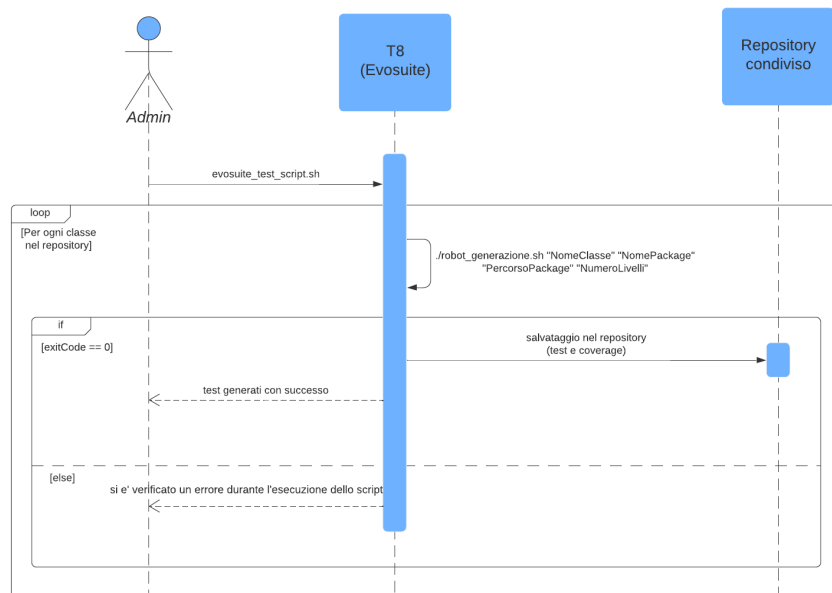 T8
(Evosuite)
Repository
condiviso
Admin
evosuite_test_script.sh
loop
[Per ogni classe
nel repository]
./robot_generazione.sh "NomeClasse" "NomePackage"
"PercorsoPackage" "NumeroLivelli"
if
[exitCode == 0]
salvataggio nel repository
(test e coverage)
test generati con successo
[else]
si e' verificato un errore durante l'esecuzione dello script